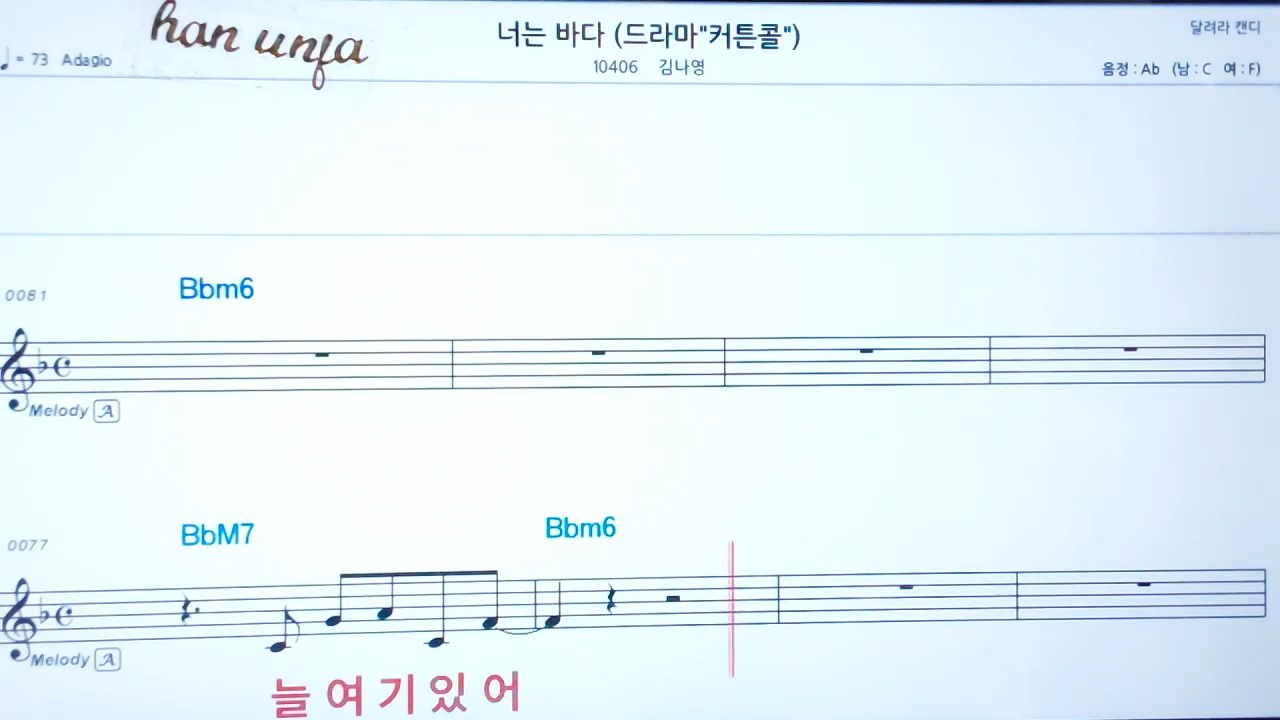 han unfa
너는 바다 (드라마"커튼콜")
달려라 캔디
♩= 73 Adagio
10406 김나영
음정 : Ab (남 : C 여 : F)
0081
Bbm6
Melody A
0077
BbM7 Bbm6
Melody A
늘 여 기 있 어